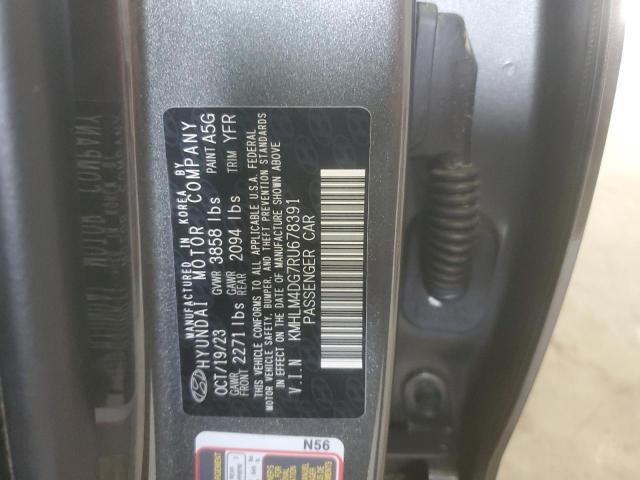 MANUFACTURED IN KOREA BY
HYUNDAI MOTOR COMPANY
OCT/19/23 GVWR 3858 lbs PAINT A5G
GAWR FRONT 2271 lbs GAWR REAR 2094 lbs TRIM YFR
THIS VEHICLE CONFORMS TO ALL APPLICABLE U.S.A. FEDERAL
MOTOR VEHICLE SAFETY, BUMPER, AND THEFT PREVENTION STANDARDS
IN EFFECT ON THE DATE OF MANUFACTURE SHOWN ABOVE
V.I.N KMHLM4DG7RU678391
PASSENGER CAR
N56